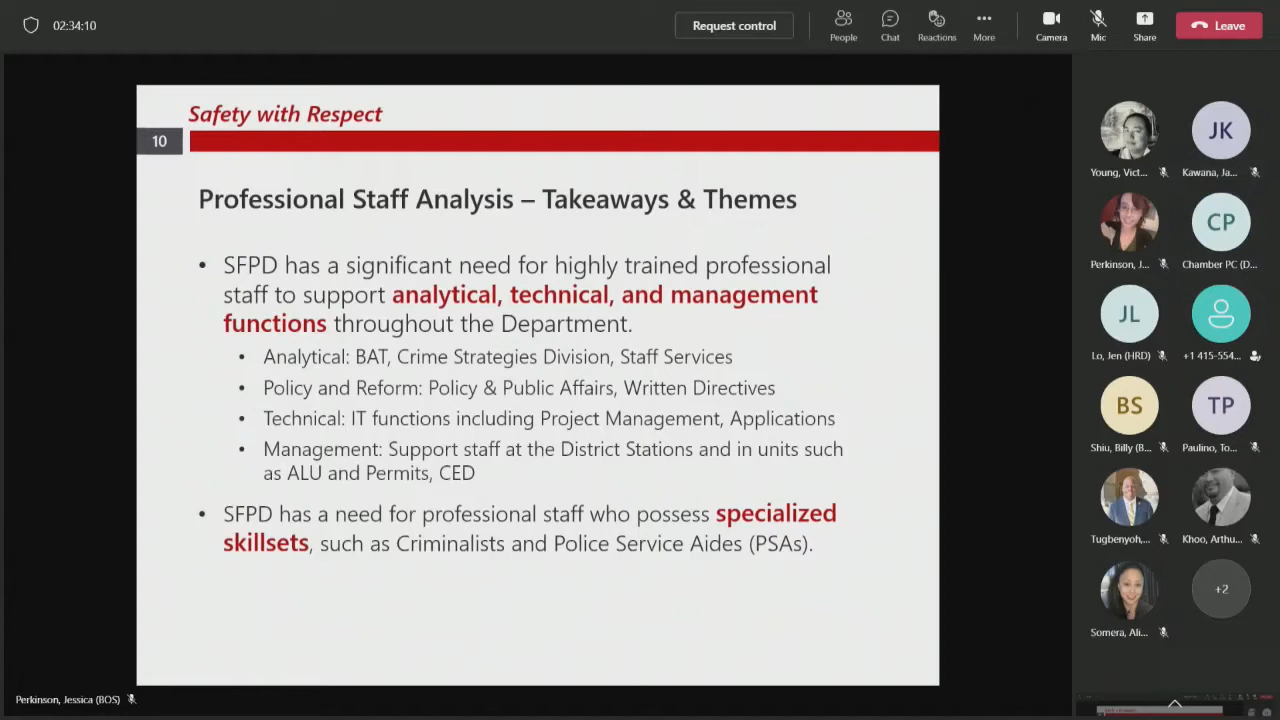 02:34:10
Request control
People
Chat
Reactions
More
Camera
Mic
Share
Leave
Safety with Respect
10
Professional Staff Analysis – Takeaways & Themes
• SFPD has a significant need for highly trained professional
staff to support analytical, technical, and management
functions throughout the Department.
• Analytical: BAT, Crime Strategies Division, Staff Services
• Policy and Reform: Policy & Public Affairs, Written Directives
• Technical: IT functions including Project Management, Applications
• Management: Support staff at the District Stations and in units such
as ALU and Permits, CED
• SFPD has a need for professional staff who possess specialized
skillsets, such as Criminalists and Police Service Aides (PSAs).
JK
Young, Vict...
Kawana, Ja...
CP
Perkinson, J...
Chamber PC (D...
JL
Lo, Jen (HRD)
+1 415-554...
BS
TP
Shiu, Billy (B...
Paulino, To...
Tugbenyoh,...
Khoo, Arthu...
+2
Somera, Ali...
Perkinson, Jessica (BOS)